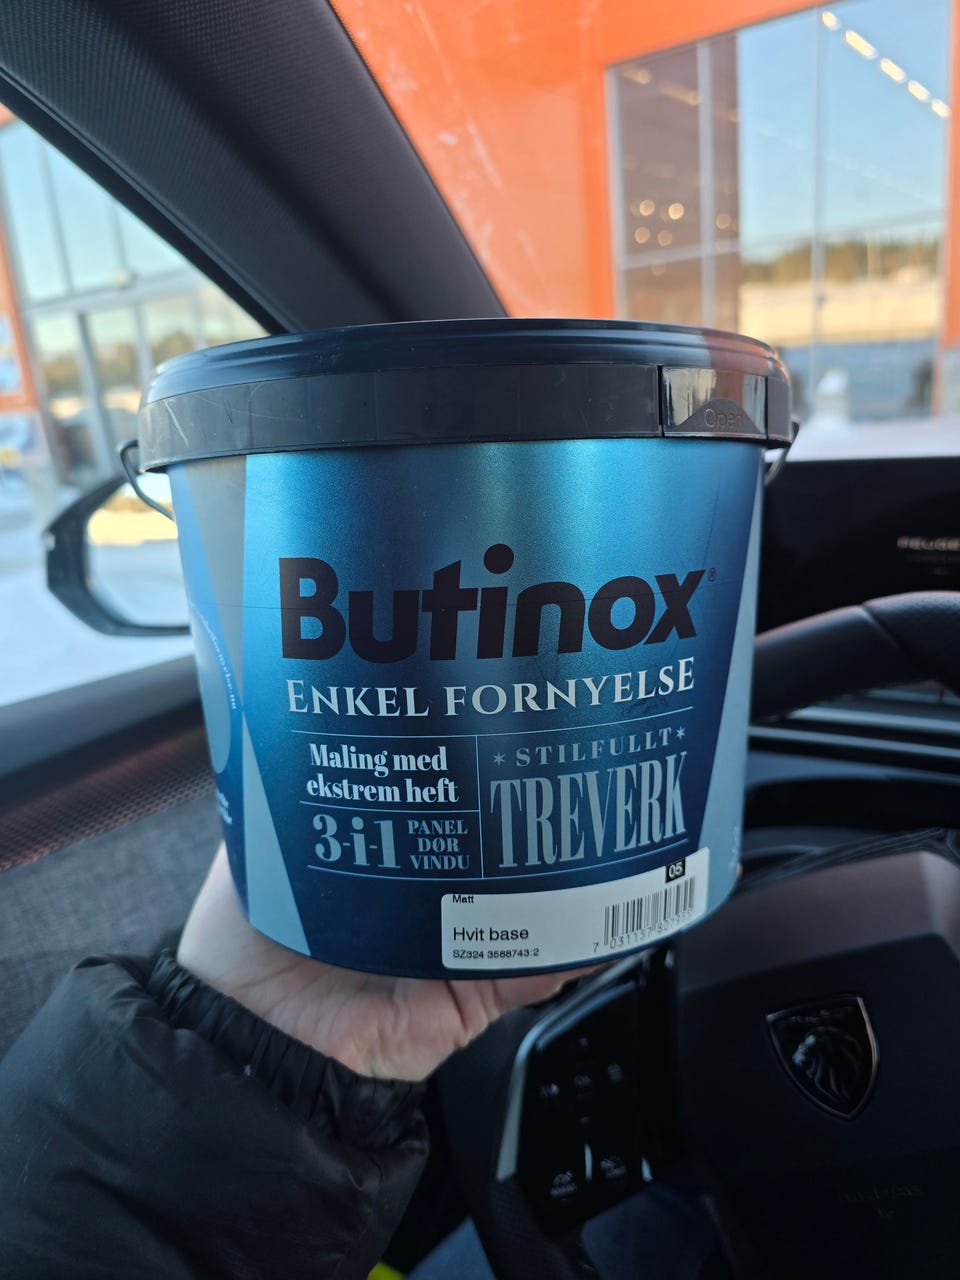 Open
Butinox®
ENKEL FORNYELSE
Maling med
ekstrem heft
3-i-1
PANEL
DØR
VINDU
STILFULLT
TREVERK
05
Matt
Hvit base
SZ324 3588743:2